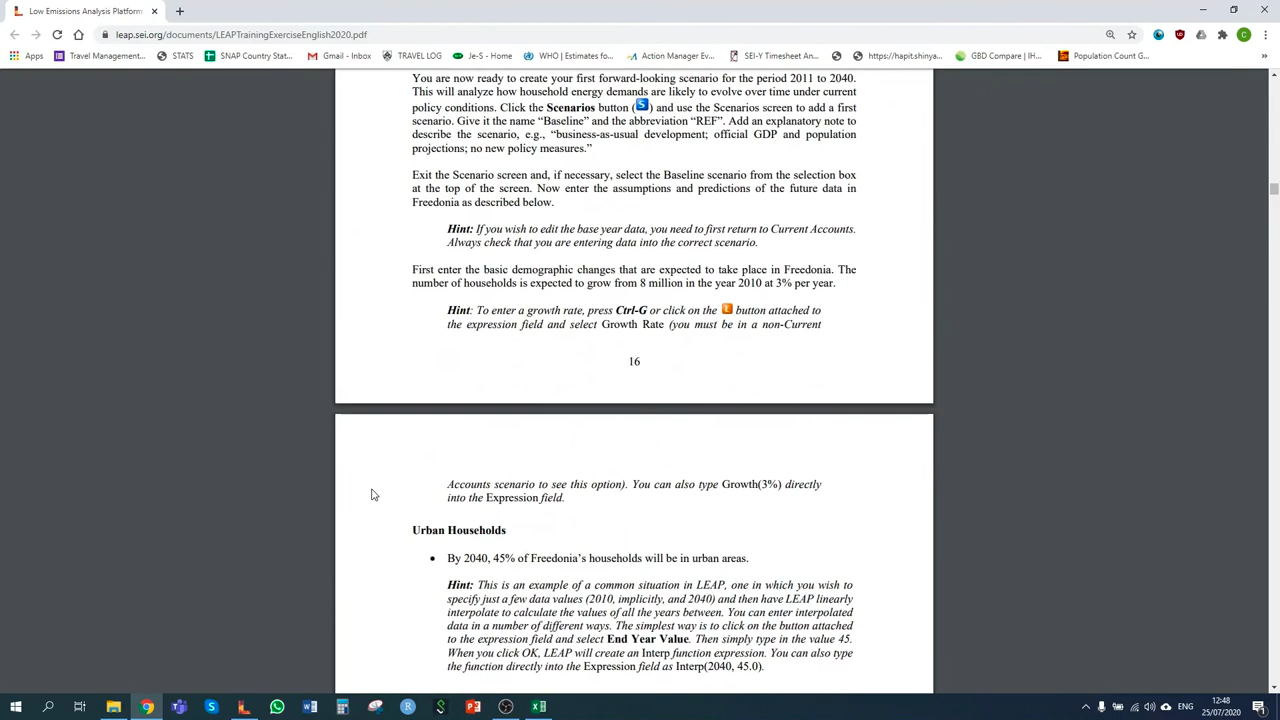 Low Emissions Analysis Platform
leap.sei.org/documents/LEAPTrainingExerciseEnglish2020.pdf
Apps
Travel Management...
STATS
SNAP Country Stat...
Gmail - Inbox
TRAVEL LOG
Je-S - Home
WHO | Estimates fo...
Action Manager Ev...
SEI-Y Timesheet An...
https://hapit.shinya...
GBD Compare | IH...
Population Count G...
»
You are now ready to create your first forward-looking scenario for the period 2011 to 2040.
This will analyze how household energy demands are likely to evolve over time under current
policy conditions. Click the Scenarios button (S) and use the Scenarios screen to add a first
scenario. Give it the name “Baseline” and the abbreviation “REF”. Add an explanatory note to
describe the scenario, e.g., “business-as-usual development; official GDP and population
projections; no new policy measures.”
Exit the Scenario screen and, if necessary, select the Baseline scenario from the selection box
at the top of the screen. Now enter the assumptions and predictions of the future data in
Freedonia as described below.
Hint: If you wish to edit the base year data, you need to first return to Current Accounts.
Always check that you are entering data into the correct scenario.
First enter the basic demographic changes that are expected to take place in Freedonia. The
number of households is expected to grow from 8 million in the year 2010 at 3% per year.
Hint: To enter a growth rate, press Ctrl-G or click on the button attached to
the expression field and select Growth Rate (you must be in a non-Current
16
Accounts scenario to see this option). You can also type Growth(3%) directly
into the Expression field.
Urban Households
• By 2040, 45% of Freedonia’s households will be in urban areas.
Hint: This is an example of a common situation in LEAP, one in which you wish to
specify just a few data values (2010, implicitly, and 2040) and then have LEAP linearly
interpolate to calculate the values of all the years between. You can enter interpolated
data in a number of different ways. The simplest way is to click on the button attached
to the expression field and select End Year Value. Then simply type in the value 45.
When you click OK, LEAP will create an Interp function expression. You can also type
the function directly into the Expression field as Interp(2040, 45.0).
ENG
12:48
25/07/2020